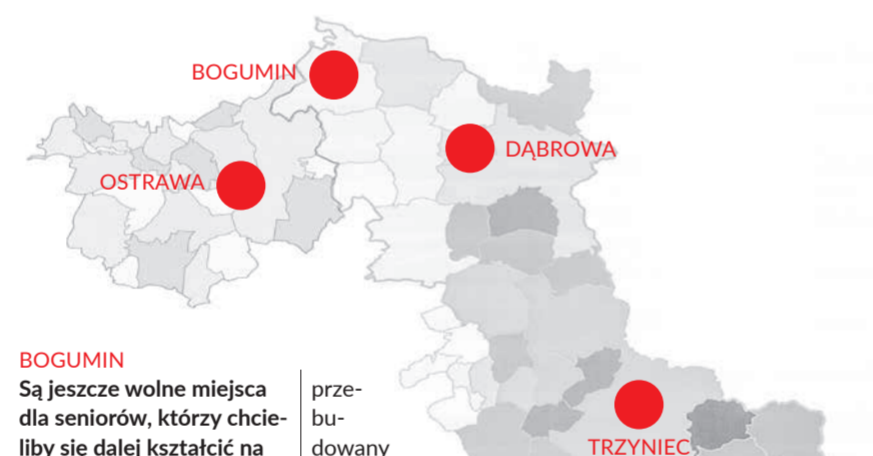 BOGUMIN
DĄBROWA
OSTRAWA
TRZYNIEC
BOGUMIN
Są jeszcze wolne miejsca
dla seniorów, którzy chcie-
liby się dalej kształcić na
prze-
bu-
dowany